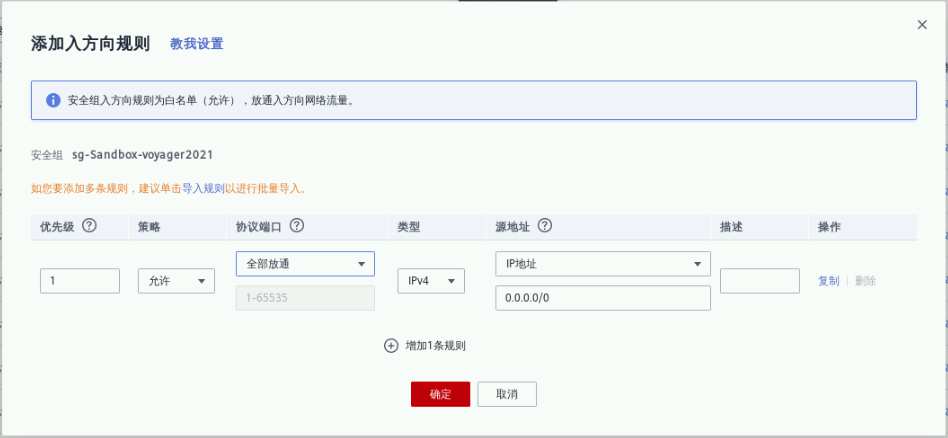 添加入方向规则 教我设置
安全组入方向规则为白名单（允许），放通入方向网络流量。
安全组 sg-Sandbox-voyager2021
如您要添加多条规则，建议单击导入规则以进行批量导入。
优先级 策略 协议端口 类型 源地址 描述 操作
全部放通 IP地址
1 允许 IPv4 复制 删除
1-65535 0.0.0.0/0
增加1条规则
确定 取消